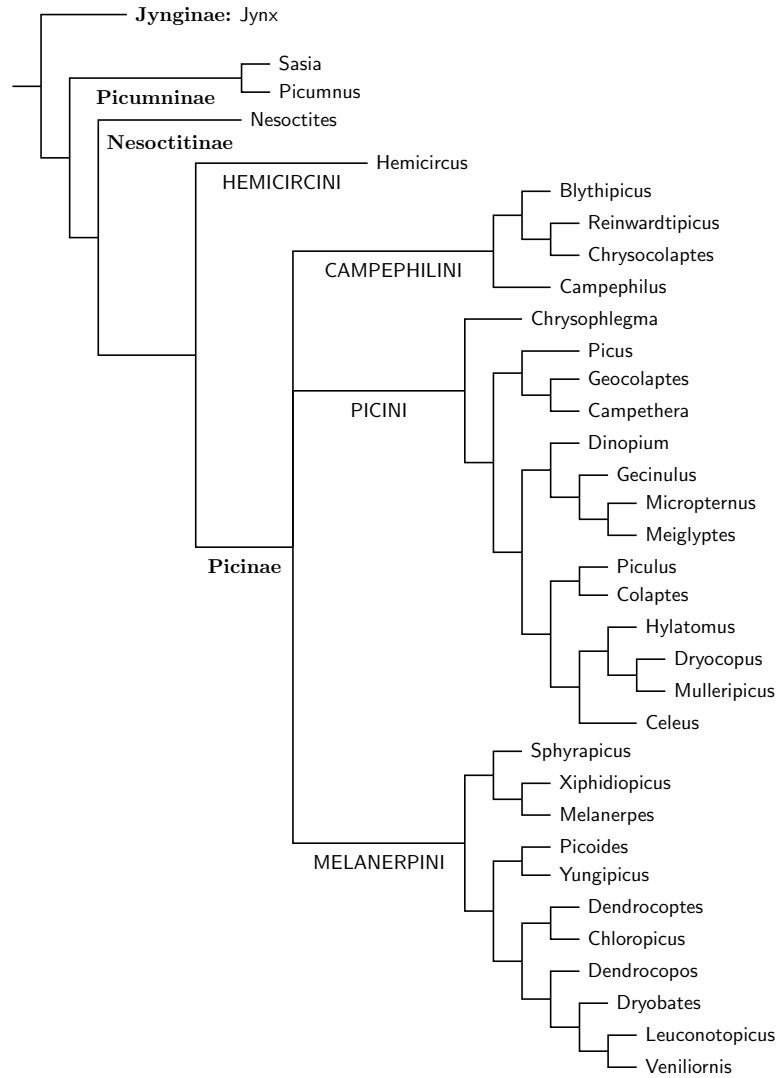 Jynginae: Jynx
Sasia
Picumninae
Picumnus
Nesoctites
Nesoctitinae
Hemicircus
HEMICIRCINI
Blythipicus
Reinwardtipicus
Chrysocolaptes
CAMPEPHILINI
Campephilus
Chrysophlegma
Picus
Geocolaptes
PICINI
Campethera
Dinopium
Gecinulus
Micropternus
Meiglyptes
Picinae
Piculus
Colaptes
Hylatomus
Dryocopus
Mulleripicus
Celeus
Sphyrapicus
Xiphidiopicus
Melanerpes
Picoides
MELANERPINI
Yungipicus
Dendrocoptes
Chloropicus
Dendrocopos
Dryobates
Leuconotopicus
Veniliornis